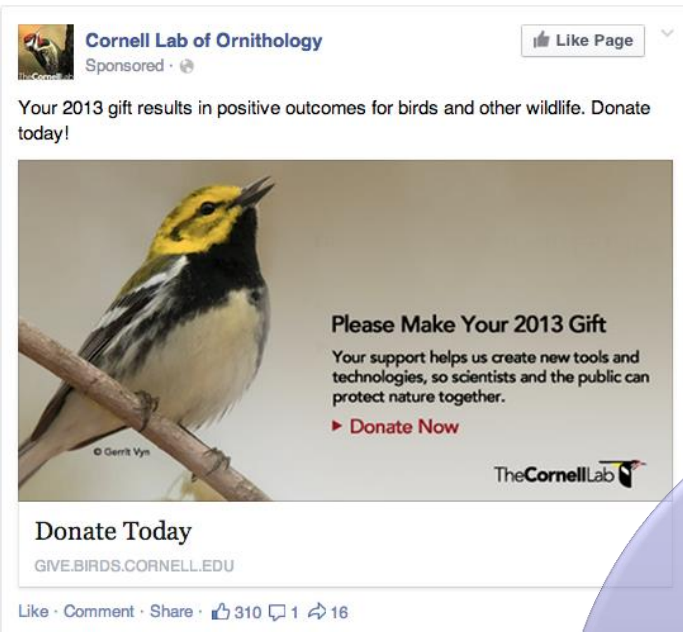 Cornell Lab of Ornithology
Like Page
Sponsored ·
TheCornellLab
Your 2013 gift results in positive outcomes for birds and other wildlife. Donate
today!
Please Make Your 2013 Gift
Your support helps us create new tools and
technologies, so scientists and the public can
protect nature together.
Donate Now
© Gerrit Vyn
TheCornellLab
Donate Today
GIVE.BIRDS.CORNELL.EDU
Like · Comment · Share · 310 1 16